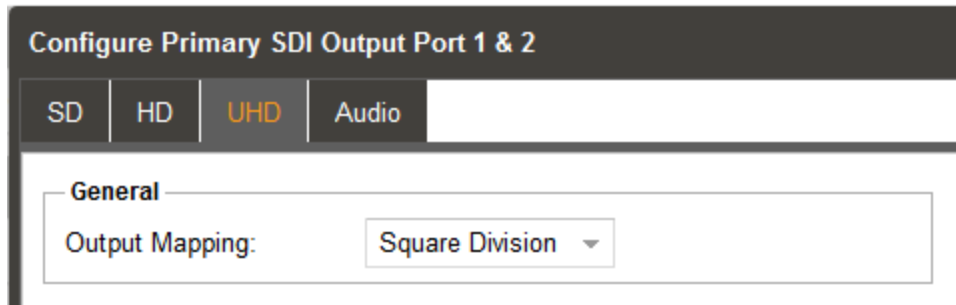 Configure Primary SDI Output Port 1 & 2
SD HD UHD Audio
General
Output Mapping: Square Division